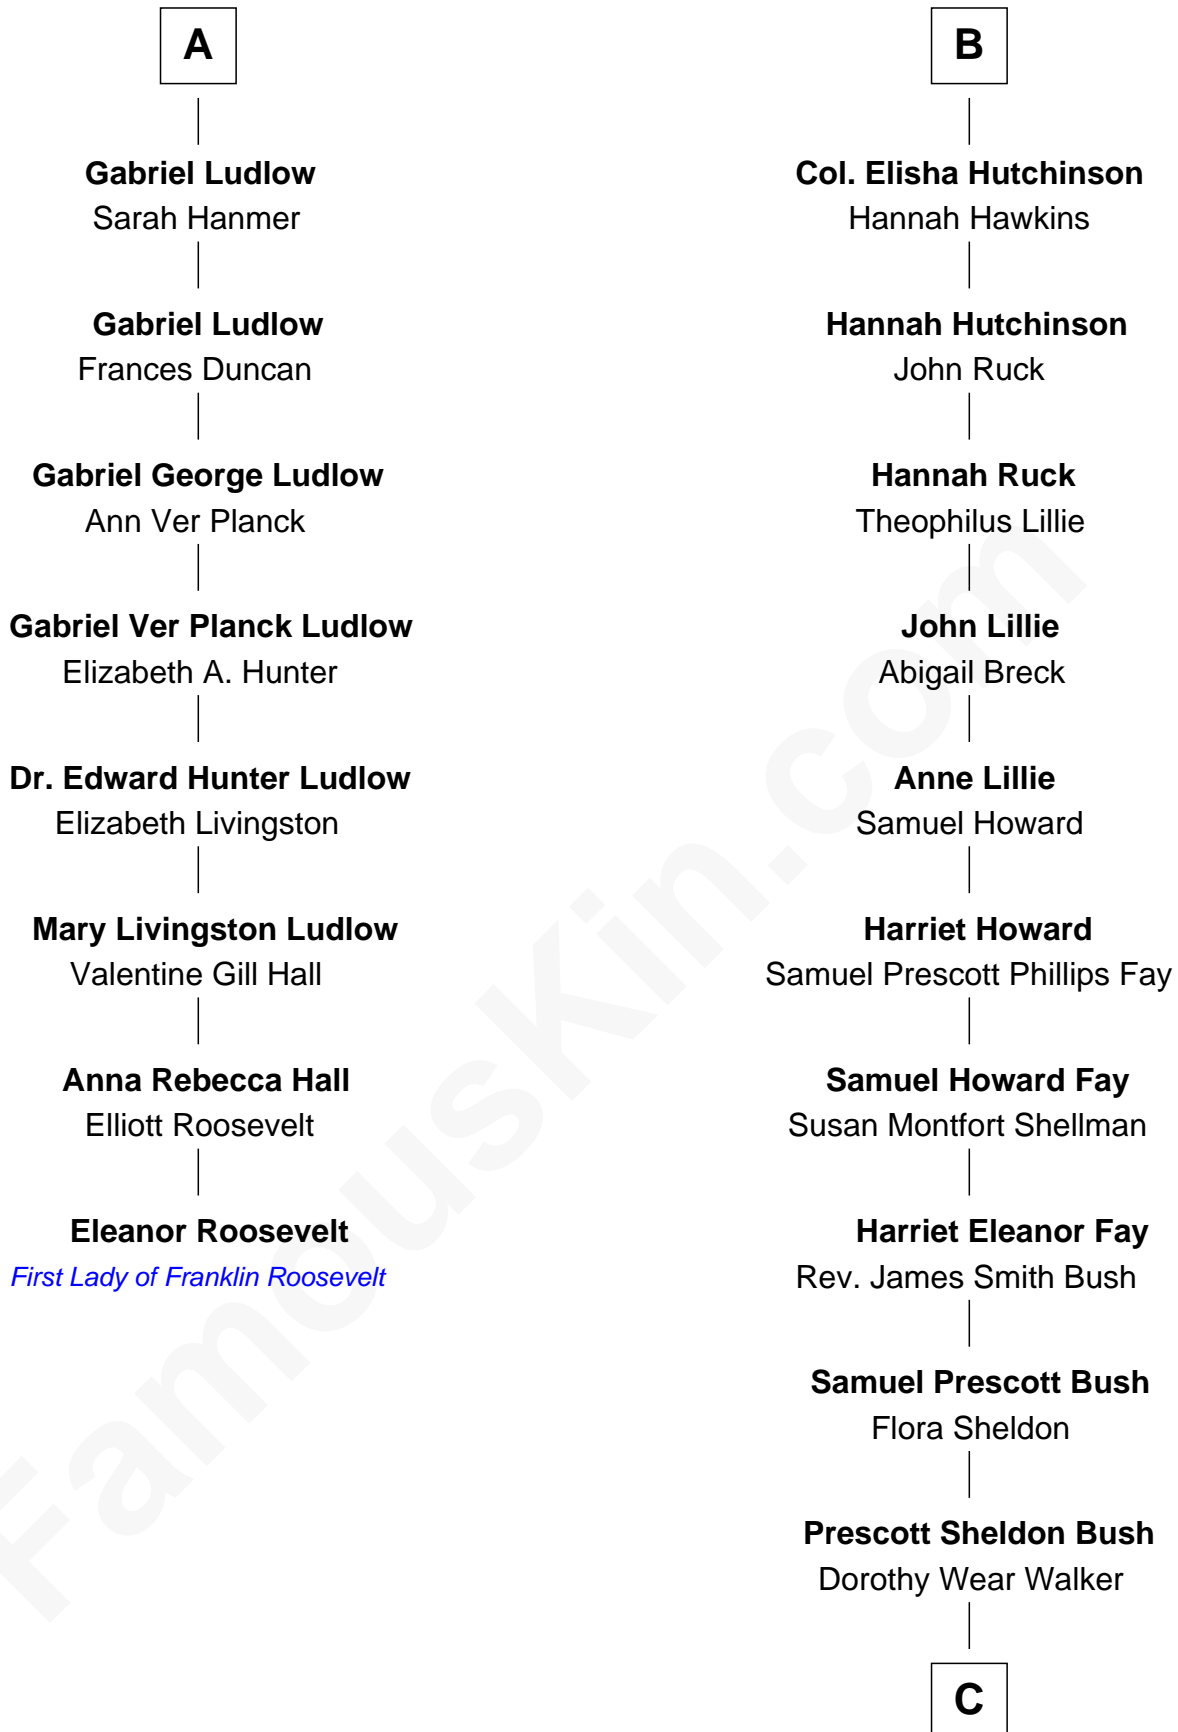 A
Gabriel Ludlow
Sarah Hanmer
Gabriel Ludlow
Frances Duncan
Gabriel George Ludlow
Ann Ver Planck
Gabriel Ver Planck Ludlow
Elizabeth A. Hunter
Dr. Edward Hunter Ludlow
Elizabeth Livingston
Mary Livingston Ludlow
Valentine Gill Hall
Anna Rebecca Hall
Elliott Roosevelt
Eleanor Roosevelt
First Lady of Franklin Roosevelt
B
Col. Elisha Hutchinson
Hannah Hawkins
Hannah Hutchinson
John Ruck
Hannah Ruck
Theophilus Lillie
John Lillie
Abigail Breck
Anne Lillie
Samuel Howard
Harriet Howard
Samuel Prescott Phillips Fay
Samuel Howard Fay
Susan Montfort Shellman
Harriet Eleanor Fay
Rev. James Smith Bush
Samuel Prescott Bush
Flora Sheldon
Prescott Sheldon Bush
Dorothy Wear Walker
C
FamousKin.com